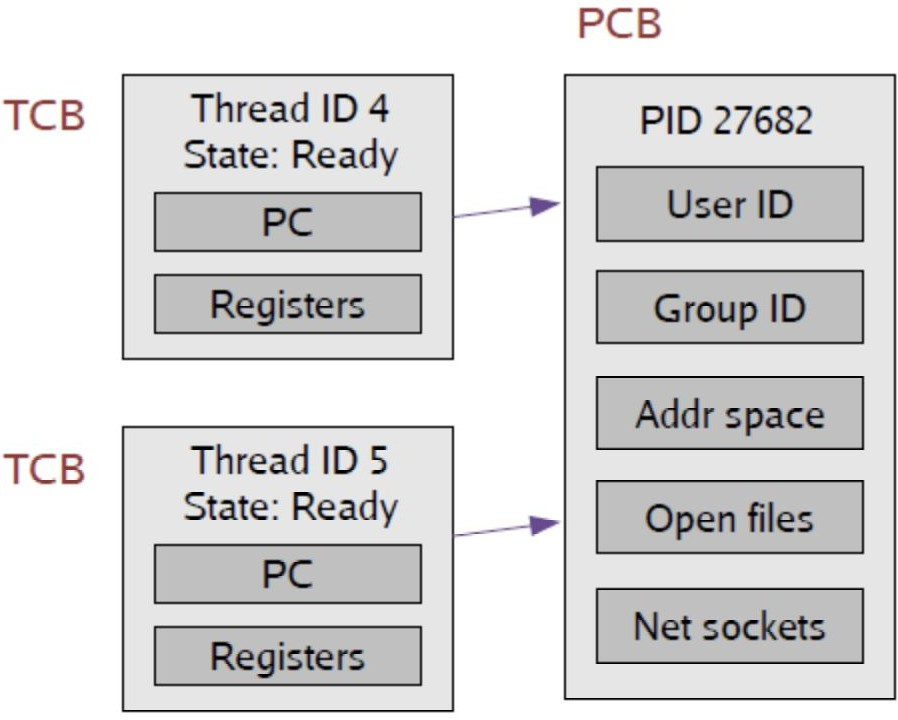 PCB
TCB
Thread ID 4
State: Ready
PC
Registers
TCB
Thread ID 5
State: Ready
PC
Registers
PID 27682
User ID
Group ID
Addr space
Open files
Net sockets